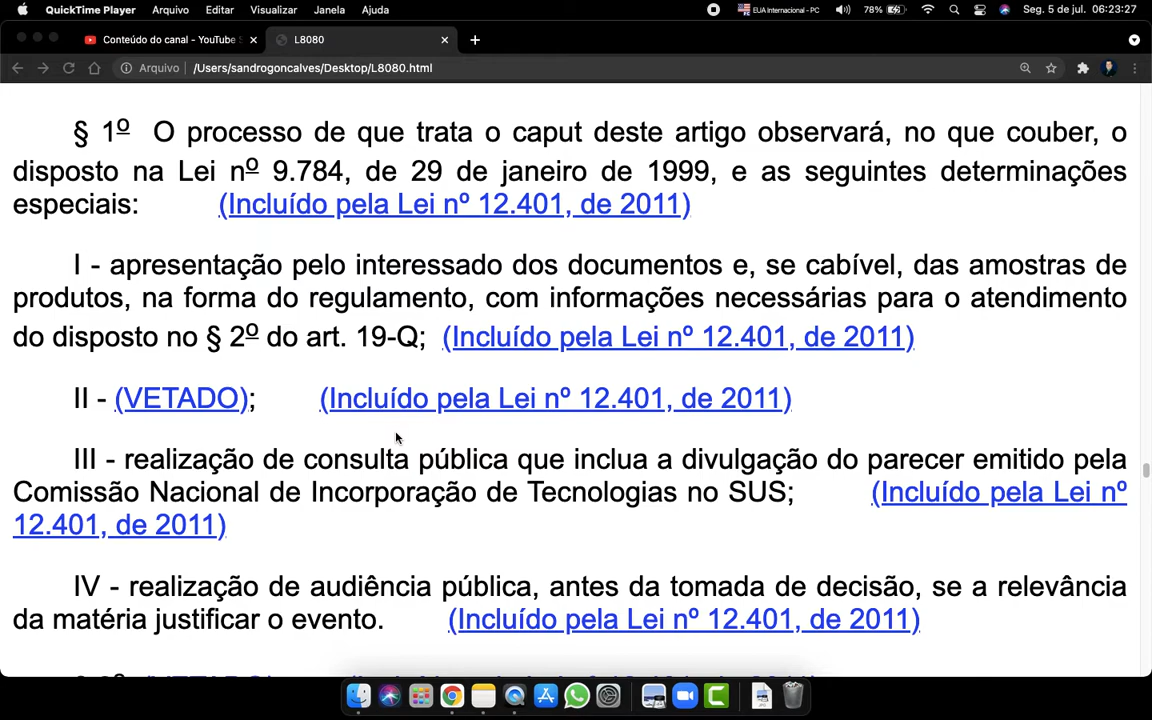 QuickTime Player Arquivo Editar Visualizar Janela Ajuda EUA Internacional - PC 78% Seg. 5 de jul. 06:23:27
Conteúdo do canal - YouTube S L8080
Arquivo /Users/sandrogoncalves/Desktop/L8080.html
§ 1º O processo de que trata o caput deste artigo observará, no que couber, o
disposto na Lei nº 9.784, de 29 de janeiro de 1999, e as seguintes determinações
especiais: (Incluído pela Lei nº 12.401, de 2011)
I - apresentação pelo interessado dos documentos e, se cabível, das amostras de
produtos, na forma do regulamento, com informações necessárias para o atendimento
do disposto no § 2º do art. 19-Q; (Incluído pela Lei nº 12.401, de 2011)
II - (VETADO); (Incluído pela Lei nº 12.401, de 2011)
III - realização de consulta pública que inclua a divulgação do parecer emitido pela
Comissão Nacional de Incorporação de Tecnologias no SUS; (Incluído pela Lei nº
12.401, de 2011)
IV - realização de audiência pública, antes da tomada de decisão, se a relevância
da matéria justificar o evento. (Incluído pela Lei nº 12.401, de 2011)